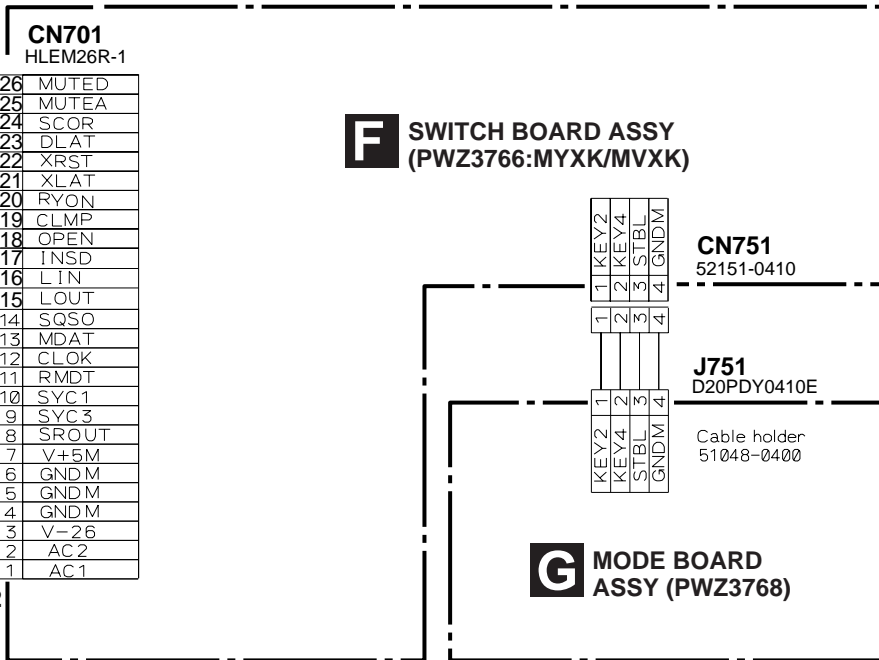 CN701
HLEM26R-1
26 MUTED
25 MUTEA
24 SCOR
23 DLAT
22 XRST
21 XLAT
20 RYON
19 CLMP
18 OPEN
17 INSD
16 LIN
15 LOUT
14 SQSO
13 MDAT
12 CLOK
11 RMDT
10 SYC1
9 SYC3
8 SROUT
7 V+5M
6 GNDM
5 GNDM
4 GNDM
3 V-26
2 AC2
1 AC1
F SWITCH BOARD ASSY
(PWZ3766:MYXK/MVXK)
KEY2 KEY4 STBL GNDM
1 2 3 4
CN751
52151-0410
1 2 3 4
J751
D20PDY0410E
1 2 3 4
KEY2 KEY4 STBL GNDM
Cable holder
51048-0400
G MODE BOARD
ASSY (PWZ3768)